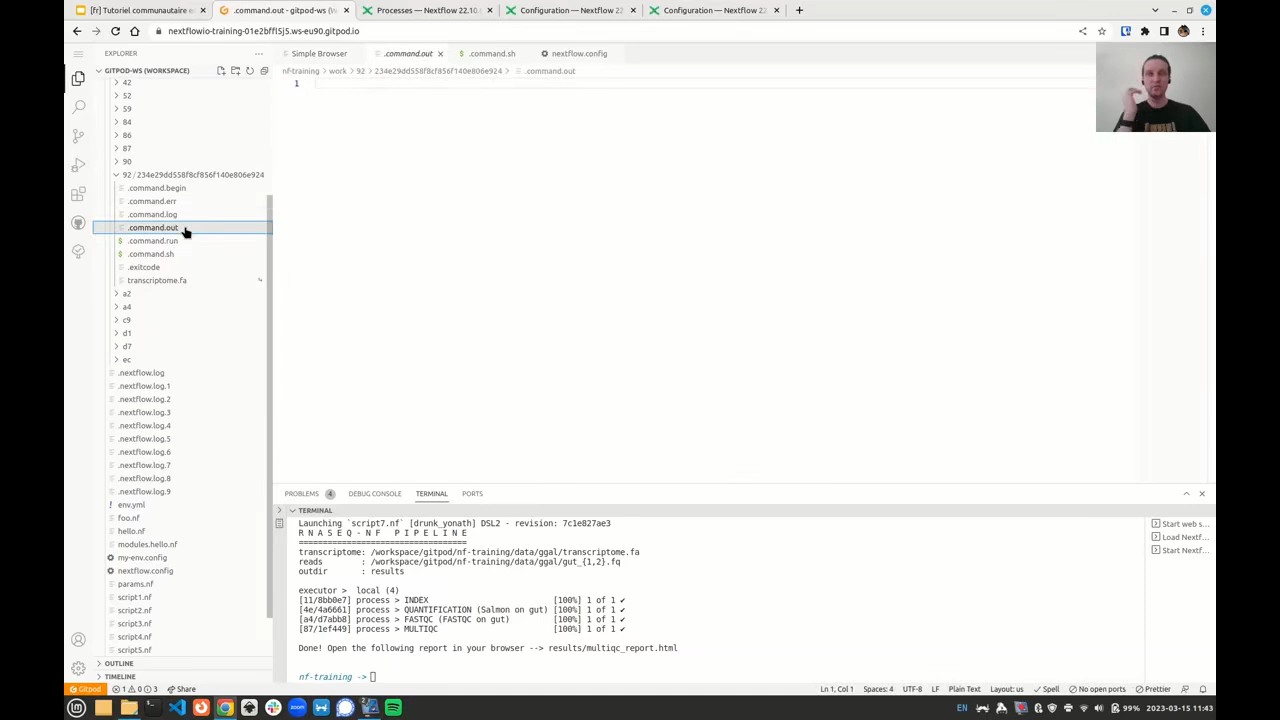 [fr] Tutoriel communautaire e
.command.out - gitpod-ws (W
Processes — Nextflow 22.10.
Configuration — Nextflow 22
Configuration — Nextflow 22
nextflowio-training-01e2bffl5j5.ws-eu90.gitpod.io
EXPLORER
Simple Browser
.command.out
.command.sh
nextflow.config
GITPOD-WS (WORKSPACE)
nf-training > work > 92 > 234e29dd558f8cf856f140e806e924 > .command.out
1
42
52
59
84
86
87
90
92 / 234e29dd558f8cf856f140e806e924
.command.begin
.command.err
.command.log
.command.out
.command.run
.command.sh
.exitcode
transcriptome.fa
a2
a4
c9
d1
d7
ec
.nextflow.log
.nextflow.log.1
.nextflow.log.2
.nextflow.log.3
.nextflow.log.4
.nextflow.log.5
.nextflow.log.6
.nextflow.log.7
.nextflow.log.8
.nextflow.log.9
env.yml
foo.nf
hello.nf
modules.hello.nf
my-env.config
nextflow.config
params.nf
script1.nf
script2.nf
script3.nf
script4.nf
script5.nf
OUTLINE
TIMELINE
PROBLEMS 4 DEBUG CONSOLE TERMINAL PORTS
TERMINAL
Launching `script7.nf` [drunk_yonath] DSL2 - revision: 7c1e827ae3
R N A S E Q - N F   P I P E L I N E
===================================
transcriptome: /workspace/gitpod/nf-training/data/ggal/transcriptome.fa
reads        : /workspace/gitpod/nf-training/data/ggal/gut_{1,2}.fq
outdir       : results
executor >  local (4)
[11/8bb0e7] process > INDEX                          [100%] 1 of 1 ✔
[4e/4a6661] process > QUANTIFICATION (Salmon on gut) [100%] 1 of 1 ✔
[a4/d7abb8] process > FASTQC (FASTQC on gut)         [100%] 1 of 1 ✔
[87/1ef449] process > MULTIQC                        [100%] 1 of 1 ✔
Done! Open the following report in your browser --> results/multiqc_report.html
nf-training ->
Start web s...
Load Nextf...
Start Nextf...
Gitpod 1 0 3 Share
Ln 1, Col 1 Spaces: 4 UTF-8 LF Plain Text Layout: us Spell No open ports Prettier
EN 99% 2023-03-15 11:43